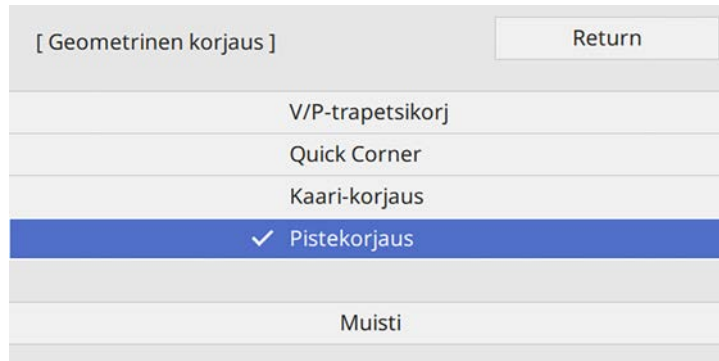 [ Geometrinen korjaus ]
Return
V/P-trapetsikorj
Quick Corner
Kaari-korjaus
✓ Pistekorjaus
Muisti